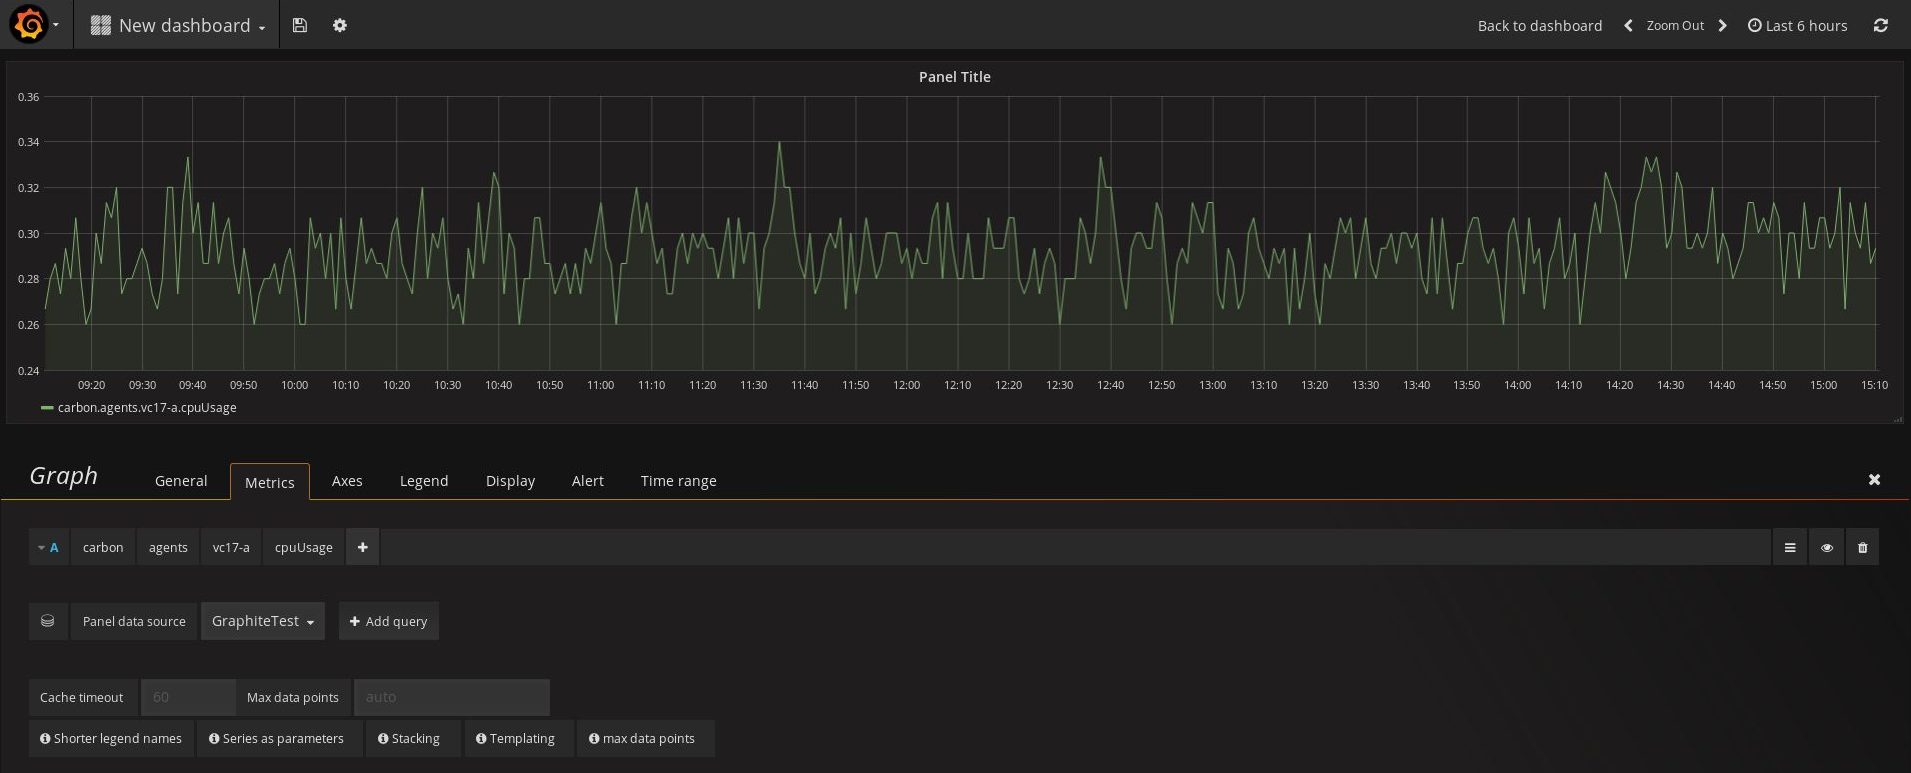 New dashboard
Back to dashboard Zoom Out Last 6 hours
Panel Title
0.36
0.34
0.32
0.30
0.28
0.26
0.24
09:20 09:30 09:40 09:50 10:00 10:10 10:20 10:30 10:40 10:50 11:00 11:10 11:20 11:30 11:40 11:50 12:00 12:10 12:20 12:30 12:40 12:50 13:00 13:10 13:20 13:30 13:40 13:50 14:00 14:10 14:20 14:30 14:40 14:50 15:00 15:10
carbon.agents.vc17-a.cpuUsage
Graph General Metrics Axes Legend Display Alert Time range
A carbon agents vc17-a cpuUsage
Panel data source GraphiteTest Add query
Cache timeout 60 Max data points auto
Shorter legend names Series as parameters Stacking Templating max data points